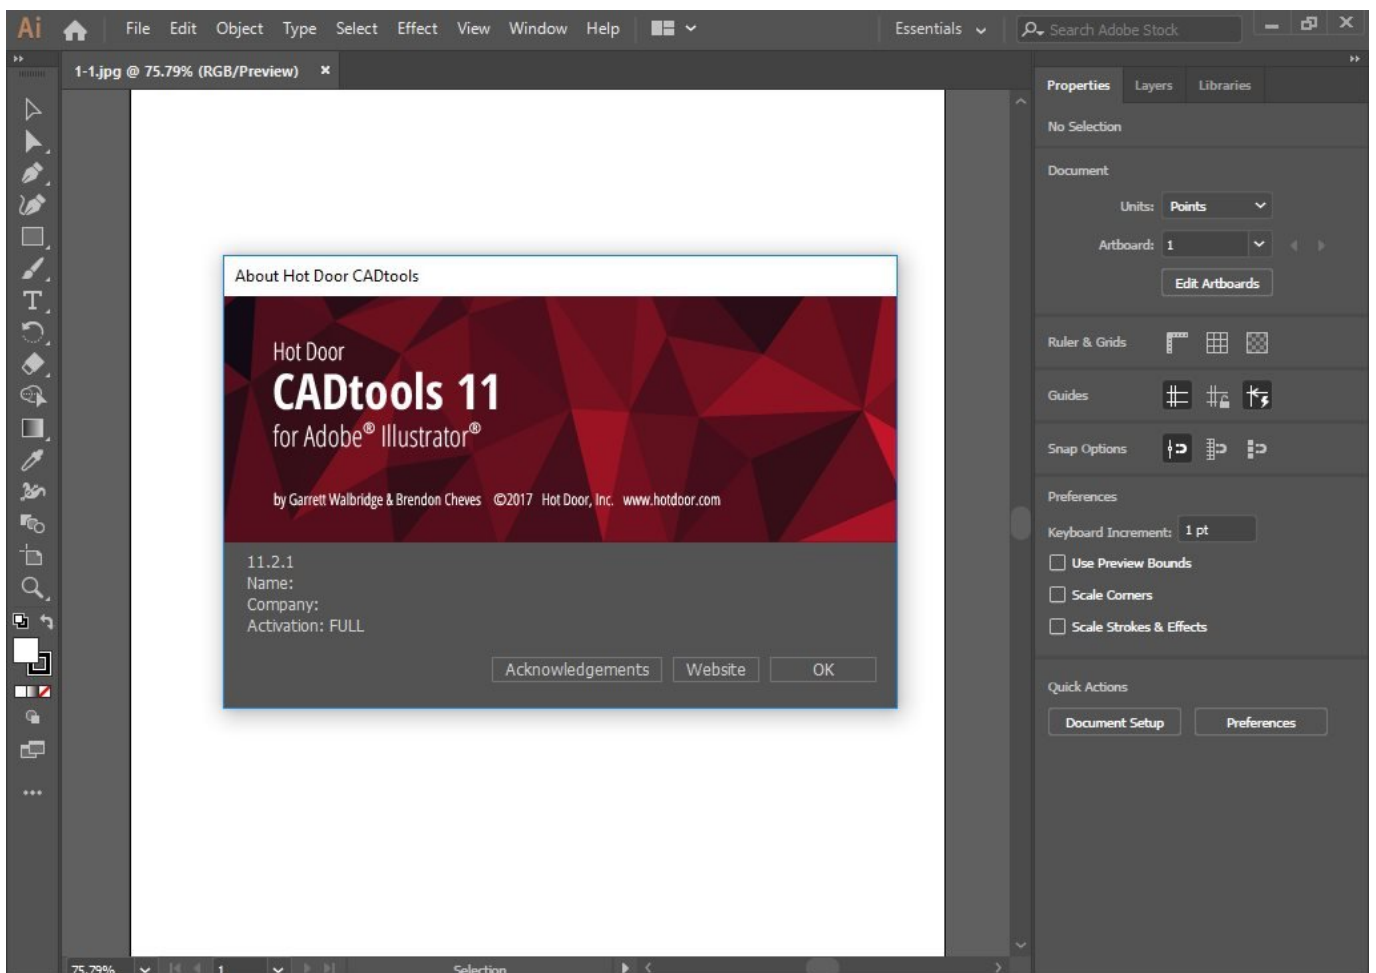 Ai File Edit Object Type Select Effect View Window Help Essentials Search Adobe Stock
1-1.jpg @ 75.79% (RGB/Preview) ×
Properties Layers Libraries
No Selection
Document
Units: Points
Artboard: 1
Edit Artboards
Ruler & Grids
Guides
Snap Options
Preferences
Keyboard Increment: 1 pt
Use Preview Bounds
Scale Corners
Scale Strokes & Effects
Quick Actions
Document Setup Preferences
About Hot Door CADtools
Hot Door
CADtools 11
for Adobe® Illustrator®
by Garrett Walbridge & Brendon Cheves ©2017 Hot Door, Inc. www.hotdoor.com
11.2.1
Name:
Company:
Activation: FULL
Acknowledgements Website OK
75.79% 1 Selection